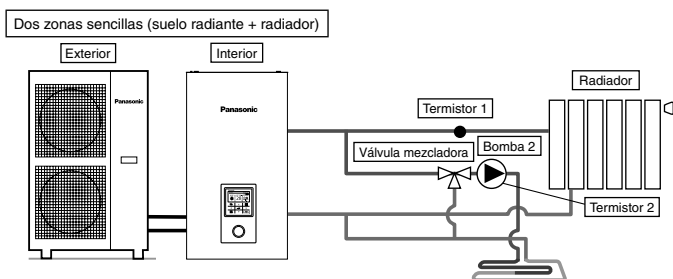 Dos zonas sencillas (suelo radiante + radiador)
Exterior
Interior
Radiador
Panasonic
Panasonic
Termistor 1
Válvula mezcladora
Bomba 2
Termistor 2